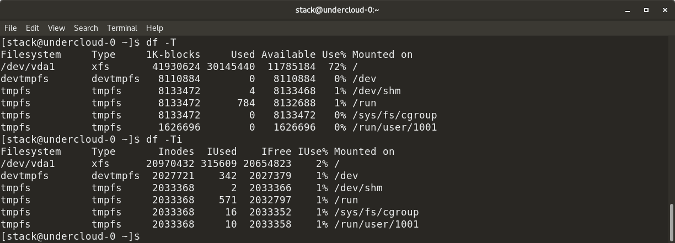 stack@undercloud-0:~
File Edit View Search Terminal Help
[stack@undercloud-0 ~]$ df -T
Filesystem     Type     1K-blocks     Used Available Use% Mounted on
/dev/vda1      xfs       41930624 30145440  11785184  72% /
devtmpfs       devtmpfs   8110884        0   8110884   0% /dev
tmpfs          tmpfs      8133472        4   8133468   1% /dev/shm
tmpfs          tmpfs      8133472      784   8132688   1% /run
tmpfs          tmpfs      8133472        0   8133472   0% /sys/fs/cgroup
tmpfs          tmpfs      1626696        0   1626696   0% /run/user/1001
[stack@undercloud-0 ~]$ df -Ti
Filesystem     Type       Inodes  IUsed    IFree IUse% Mounted on
/dev/vda1      xfs      20970432 315609 20654823    2% /
devtmpfs       devtmpfs  2027721    342  2027379    1% /dev
tmpfs          tmpfs     2033368      2  2033366    1% /dev/shm
tmpfs          tmpfs     2033368    571  2032797    1% /run
tmpfs          tmpfs     2033368     16  2033352    1% /sys/fs/cgroup
tmpfs          tmpfs     2033368     10  2033358    1% /run/user/1001
[stack@undercloud-0 ~]$